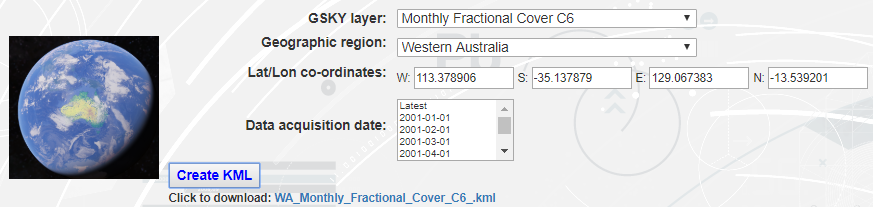 GSKY layer: Monthly Fractional Cover C6
Geographic region: Western Australia
Lat/Lon co-ordinates: W: 113.378906 S: -35.137879 E: 129.067383 N: -13.539201
Data acquisition date: Latest
2001-01-01
2001-02-01
2001-03-01
2001-04-01
Create KML
Click to download: WA_Monthly_Fractional_Cover_C6_.kml